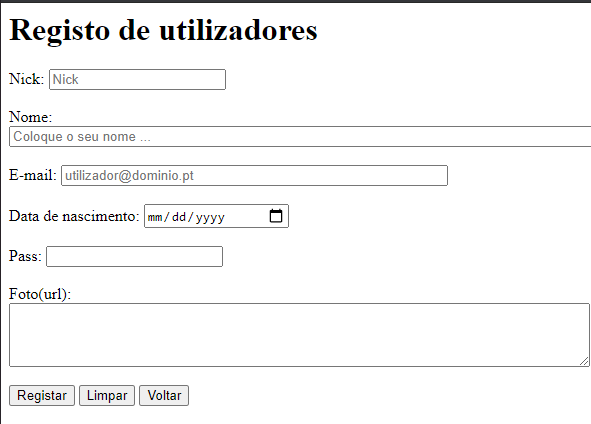 Registo de utilizadores
Nick: Nick
Nome:
Coloque o seu nome ...
E-mail: utilizador@dominio.pt
Data de nascimento: mm/dd/yyyy
Pass:
Foto(url):
Registar Limpar Voltar